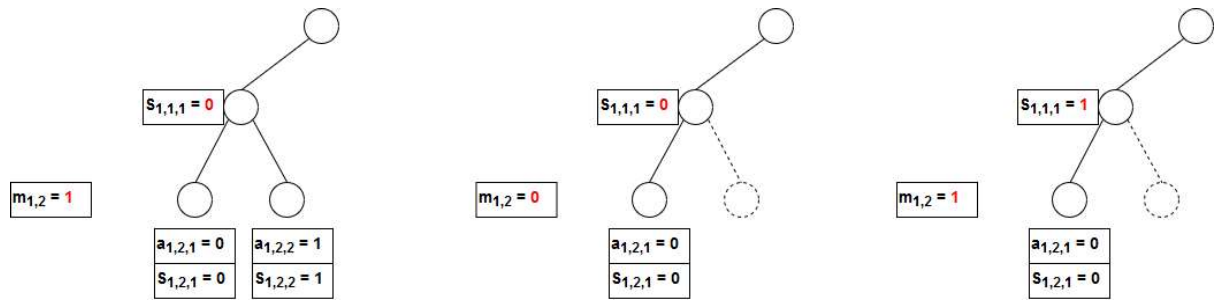 S1,1,1 = 0
m1,2 = 1
a1,2,1 = 0
S1,2,1 = 0
a1,2,2 = 1
S1,2,2 = 1
S1,1,1 = 0
m1,2 = 0
a1,2,1 = 0
S1,2,1 = 0
S1,1,1 = 1
m1,2 = 1
a1,2,1 = 0
S1,2,1 = 0